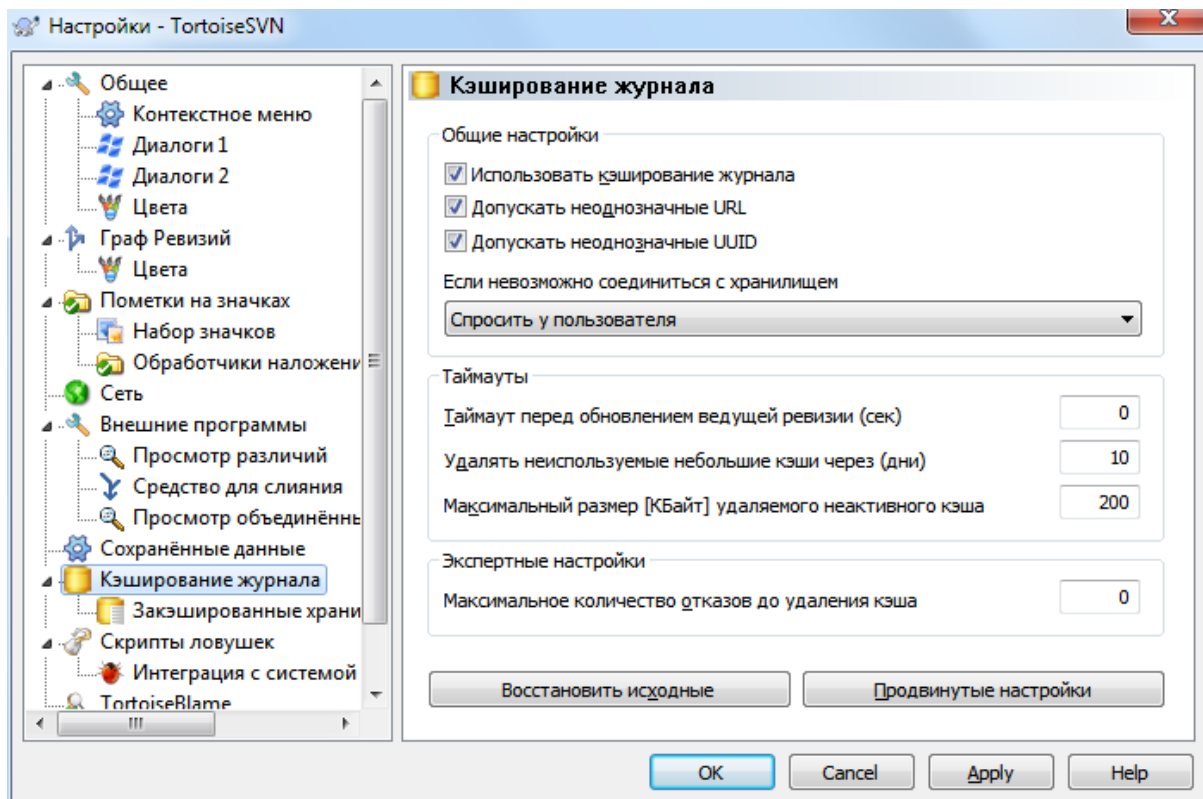 Настройки - TortoiseSVN
Общее
Контекстное меню
Диалоги 1
Диалоги 2
Цвета
Граф Ревизий
Цвета
Пометки на значках
Набор значков
Обработчики наложени
Сеть
Внешние программы
Просмотр различий
Средство для слияния
Просмотр объединённь
Сохранённые данные
Кэширование журнала
Закэшированные храни
Скрипты ловушек
Интеграция с системой
TortoiseBlame
Кэширование журнала
Общие настройки
Использовать кэширование журнала
Допускать неоднозначные URL
Допускать неоднозначные UUID
Если невозможно соединиться с хранилищем
Спросить у пользователя
Таймауты
Таймаут перед обновлением ведущей ревизии (сек) 0
Удалять неиспользуемые небольшие кэши через (дни) 10
Максимальный размер [КБайт] удаляемого неактивного кэша 200
Экспертные настройки
Максимальное количество отказов до удаления кэша 0
Восстановить исходные
Продвинутые настройки
OK
Cancel
Apply
Help